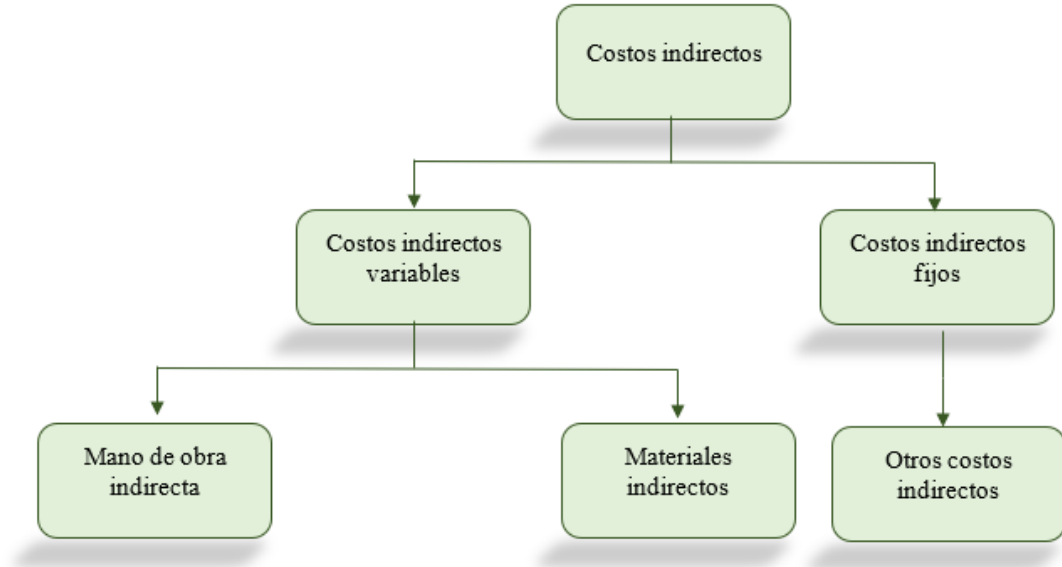 Costos indirectos
Costos indirectos
variables
Costos indirectos
fijos
Mano de obra
indirecta
Materiales
indirectos
Otros costos
indirectos